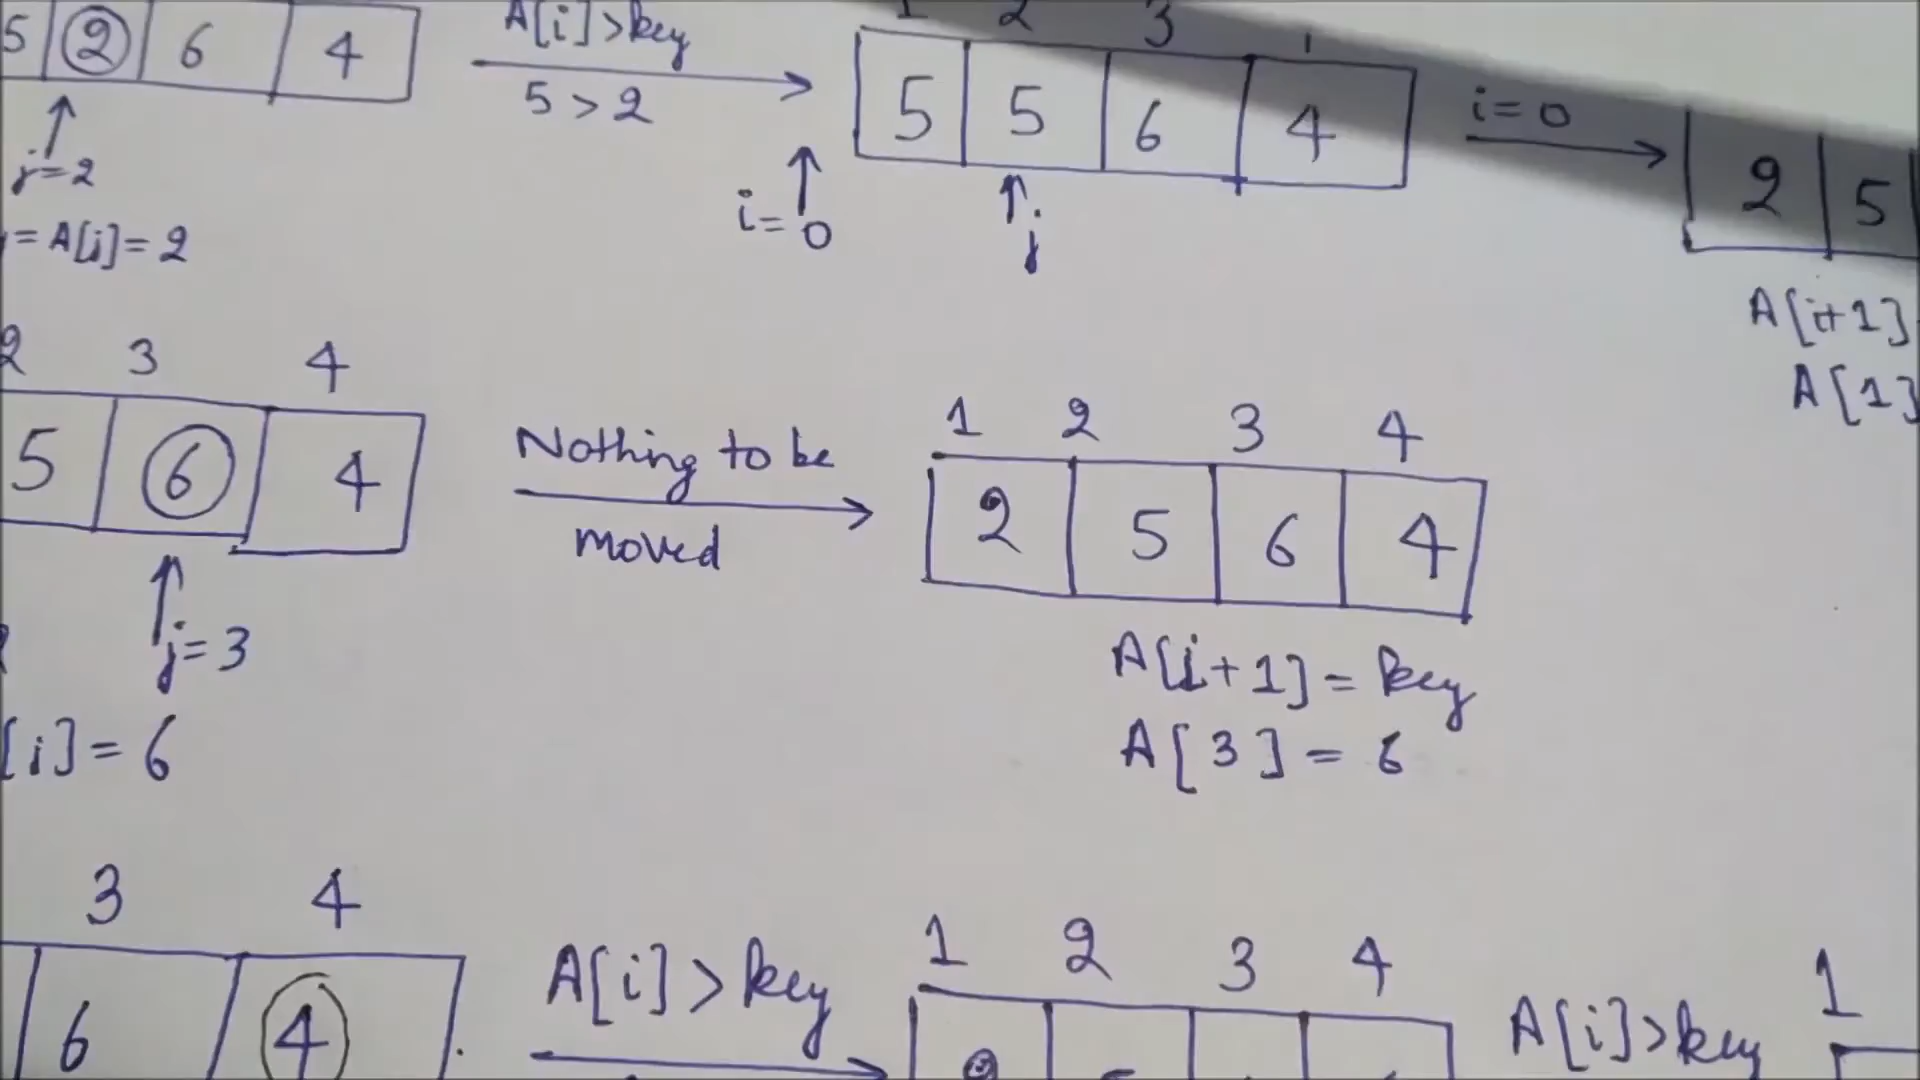 A[i]>key
5 > 2
5 2 6 4
j=2
= A[j]= 2
1 2 3
5 5 6 4
i=0
j
i=0
2 5
A[i+1]
A[1]
2 3 4
5 6 4
j=3
[j]= 6
Nothing to be
moved
1 2 3 4
2 5 6 4
A[i+1]= key
A[3]= 6
3 4
6 4
A[i]>key
1 2 3 4
A[i]>key
1